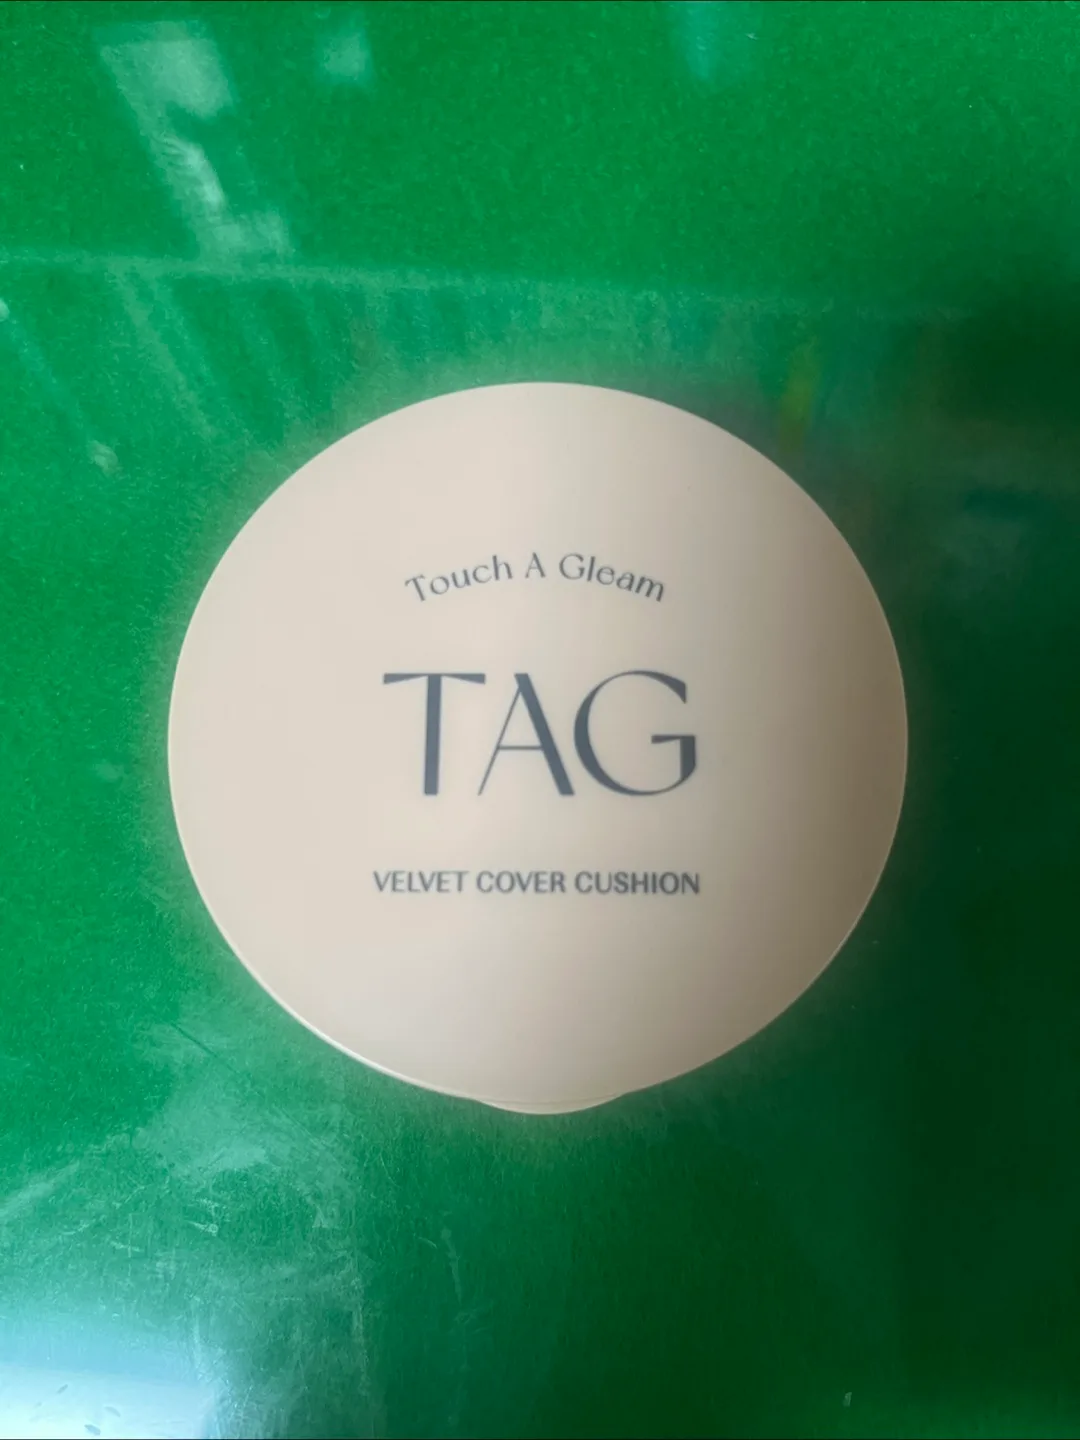 Touch A Gleam
TAG
VELVET COVER CUSHION